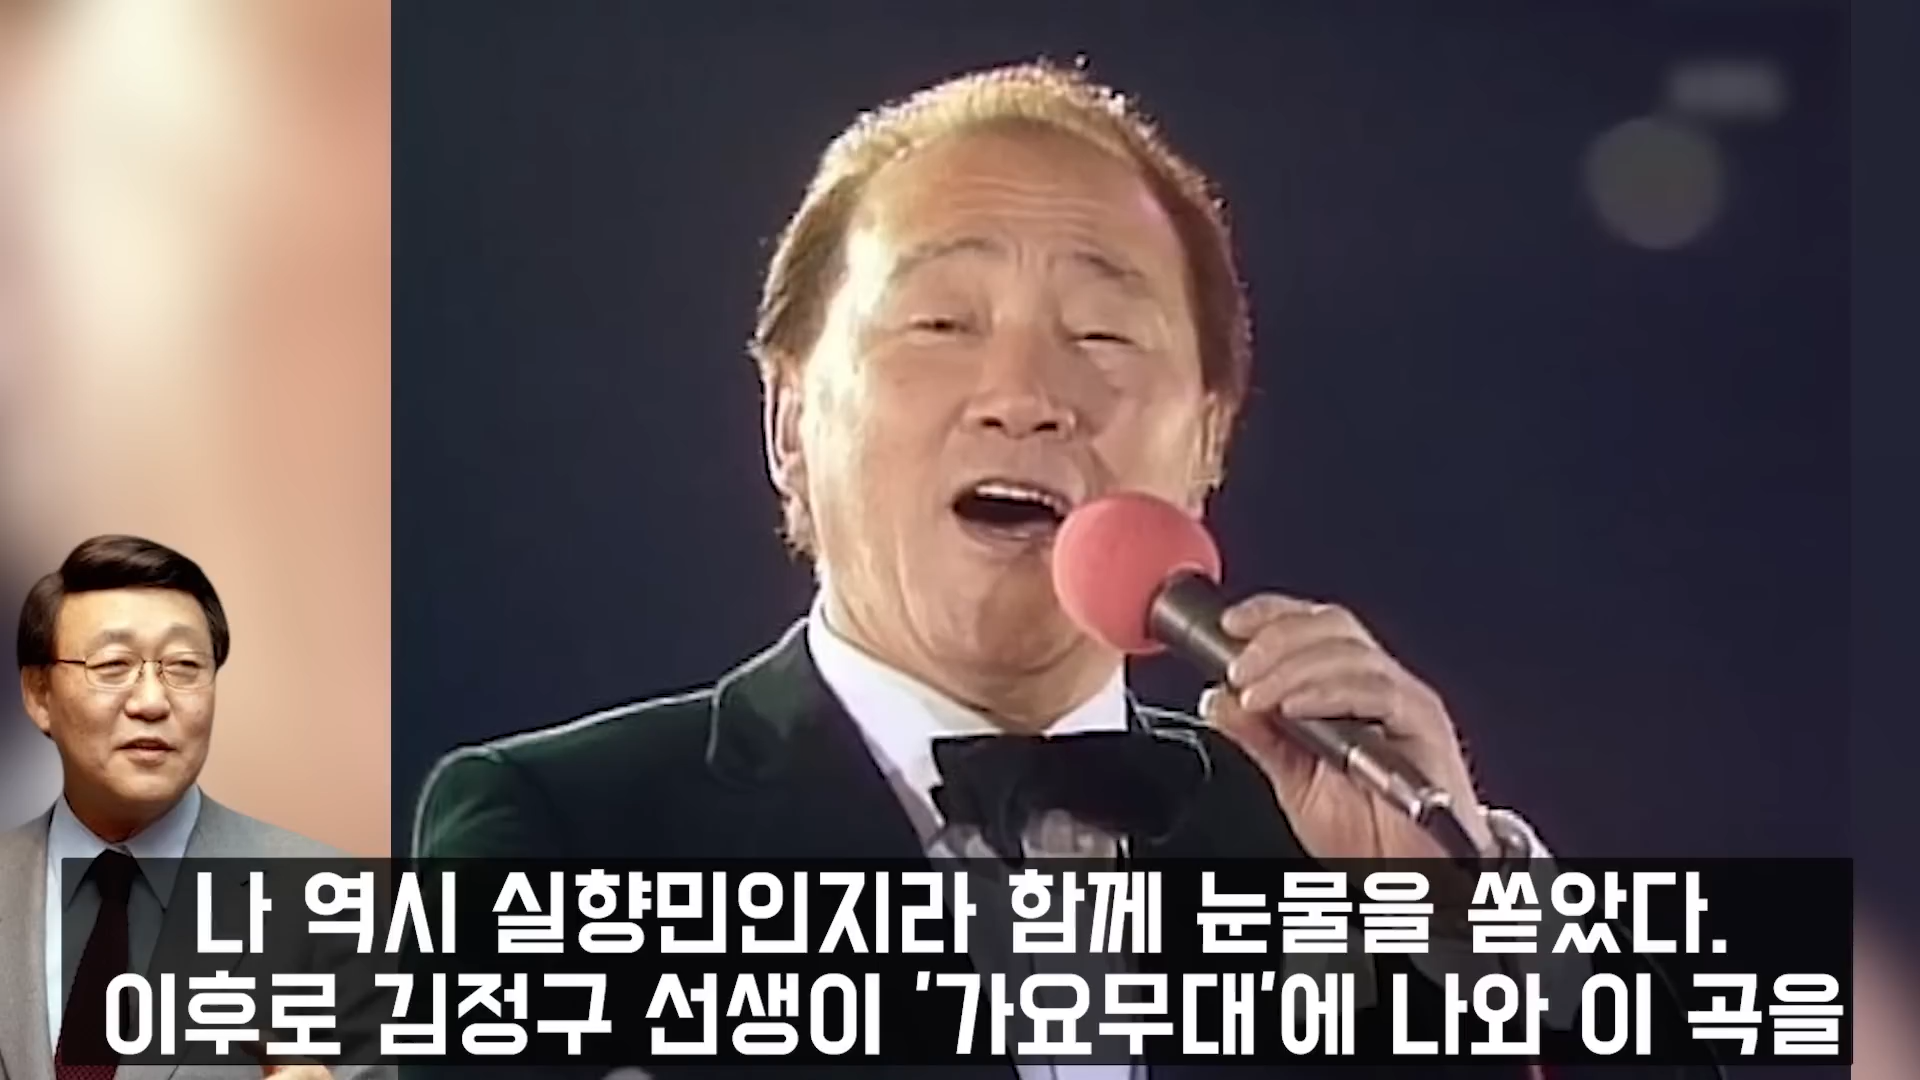 나 역시 실향민인지라 함께 눈물을 쏟았다.
이후로 김정구 선생이 '가요무대'에 나와 이 곡을